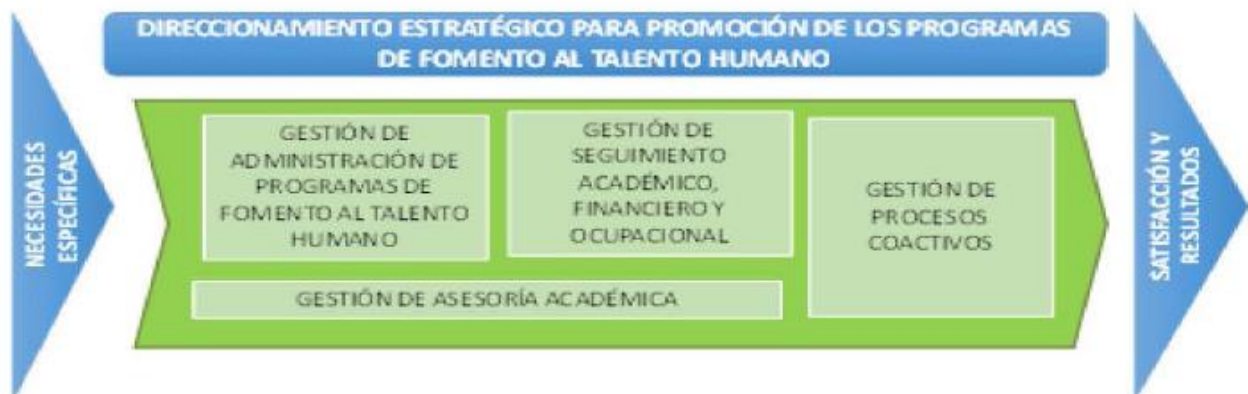 DIRECCIONAMIENTO ESTRATÉGICO PARA PROMOCIÓN DE LOS PROGRAMAS
DE FOMENTO AL TALENTO HUMANO
NECESIDADES
ESPECÍFICAS
GESTIÓN DE
ADMINISTRACIÓN DE
PROGRAMAS DE
FOMENTO AL TALENTO
HUMANO
GESTIÓN DE
SEGUIMIENTO
ACADÉMICO,
FINANCIERO Y
OCUPACIONAL
GESTIÓN DE
PROCESOS
COACTIVOS
GESTIÓN DE ASESORÍA ACADÉMICA
SATISFACCIÓN Y
RESULTADOS